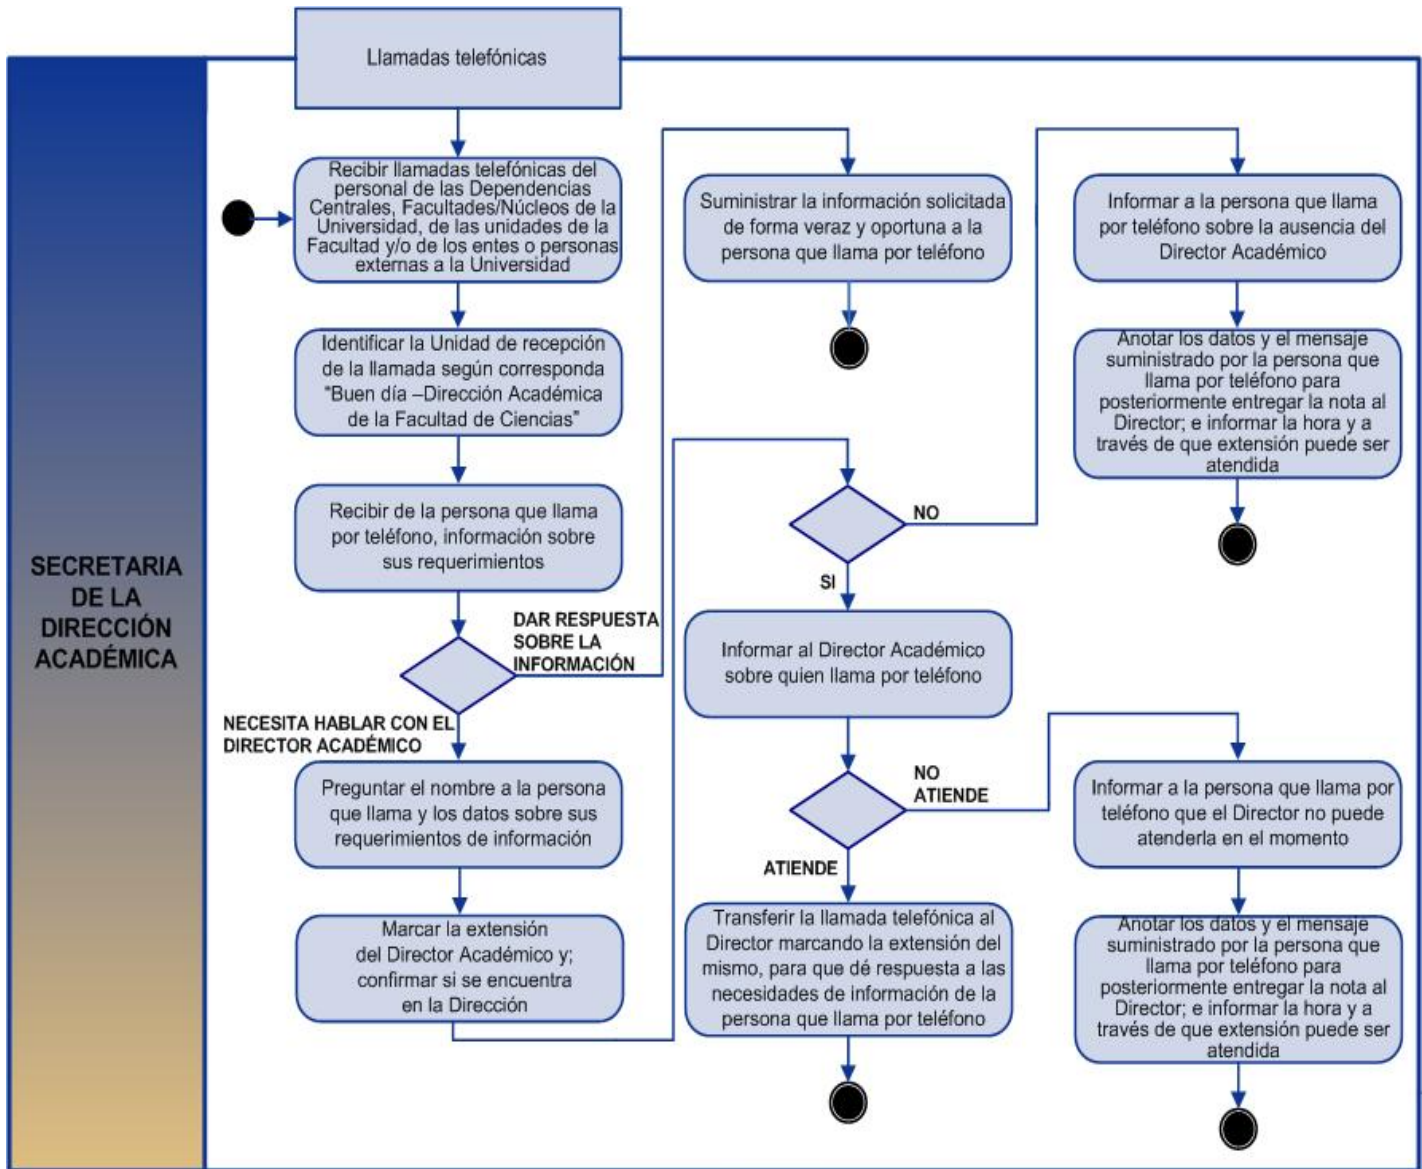 Llamadas telefónicas
SECRETARIA
DE LA
DIRECCIÓN
ACADÉMICA
Recibir llamadas telefónicas del
personal de las Dependencias
Centrales, Facultades/Núcleos de la
Universidad, de las unidades de la
Facultad y/o de los entes o personas
externas a la Universidad
Identificar la Unidad de recepción
de la llamada según corresponda
"Buen día –Dirección Académica
de la Facultad de Ciencias"
Recibir de la persona que llama
por teléfono, información sobre
sus requerimientos
DAR RESPUESTA
SOBRE LA
INFORMACIÓN
NECESITA HABLAR CON EL
DIRECTOR ACADÉMICO
Preguntar el nombre a la persona
que llama y los datos sobre sus
requerimientos de información
Marcar la extensión
del Director Académico y;
confirmar si se encuentra
en la Dirección
Suministrar la información solicitada
de forma veraz y oportuna a la
persona que llama por teléfono
NO
SI
Informar al Director Académico
sobre quien llama por teléfono
NO
ATIENDE
ATIENDE
Transferir la llamada telefónica al
Director marcando la extensión del
mismo, para que dé respuesta a las
necesidades de información de la
persona que llama por teléfono
Informar a la persona que llama
por teléfono sobre la ausencia del
Director Académico
Anotar los datos y el mensaje
suministrado por la persona que
llama por teléfono para
posteriormente entregar la nota al
Director; e informar la hora y a
través de que extensión puede ser
atendida
Informar a la persona que llama por
teléfono que el Director no puede
atenderla en el momento
Anotar los datos y el mensaje
suministrado por la persona que
llama por teléfono para
posteriormente entregar la nota al
Director; e informar la hora y a
través de que extensión puede ser
atendida